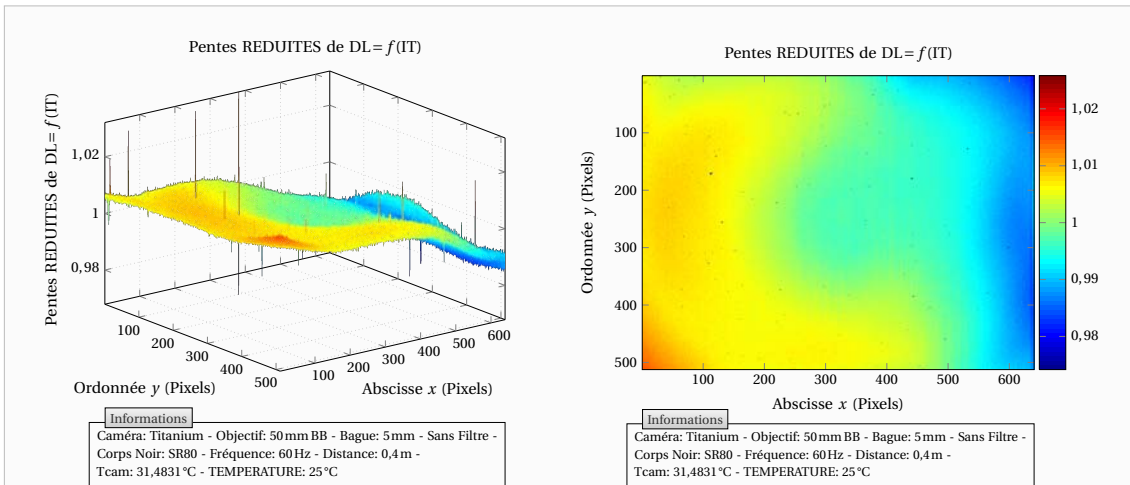 Pentes REDUITES de DL= f(IT)
Pentes REDUITES de DL= f(IT)
1,02
1
0,98
100
200
300
400
500
100
200
300
400
500
600
Ordonnée y (Pixels)
Abscisse x (Pixels)
Informations
Caméra: Titanium - Objectif: 50 mm BB - Bague: 5 mm - Sans Filtre -
Corps Noir: SR80 - Fréquence: 60 Hz - Distance: 0,4 m -
Tcam: 31,4831 °C - TEMPERATURE: 25 °C
Pentes REDUITES de DL= f(IT)
Ordonnée y (Pixels)
100
200
300
400
500
100
200
300
400
500
600
Abscisse x (Pixels)
1,02
1,01
1
0,99
0,98
Informations
Caméra: Titanium - Objectif: 50 mm BB - Bague: 5 mm - Sans Filtre -
Corps Noir: SR80 - Fréquence: 60 Hz - Distance: 0,4 m -
Tcam: 31,4831 °C - TEMPERATURE: 25 °C